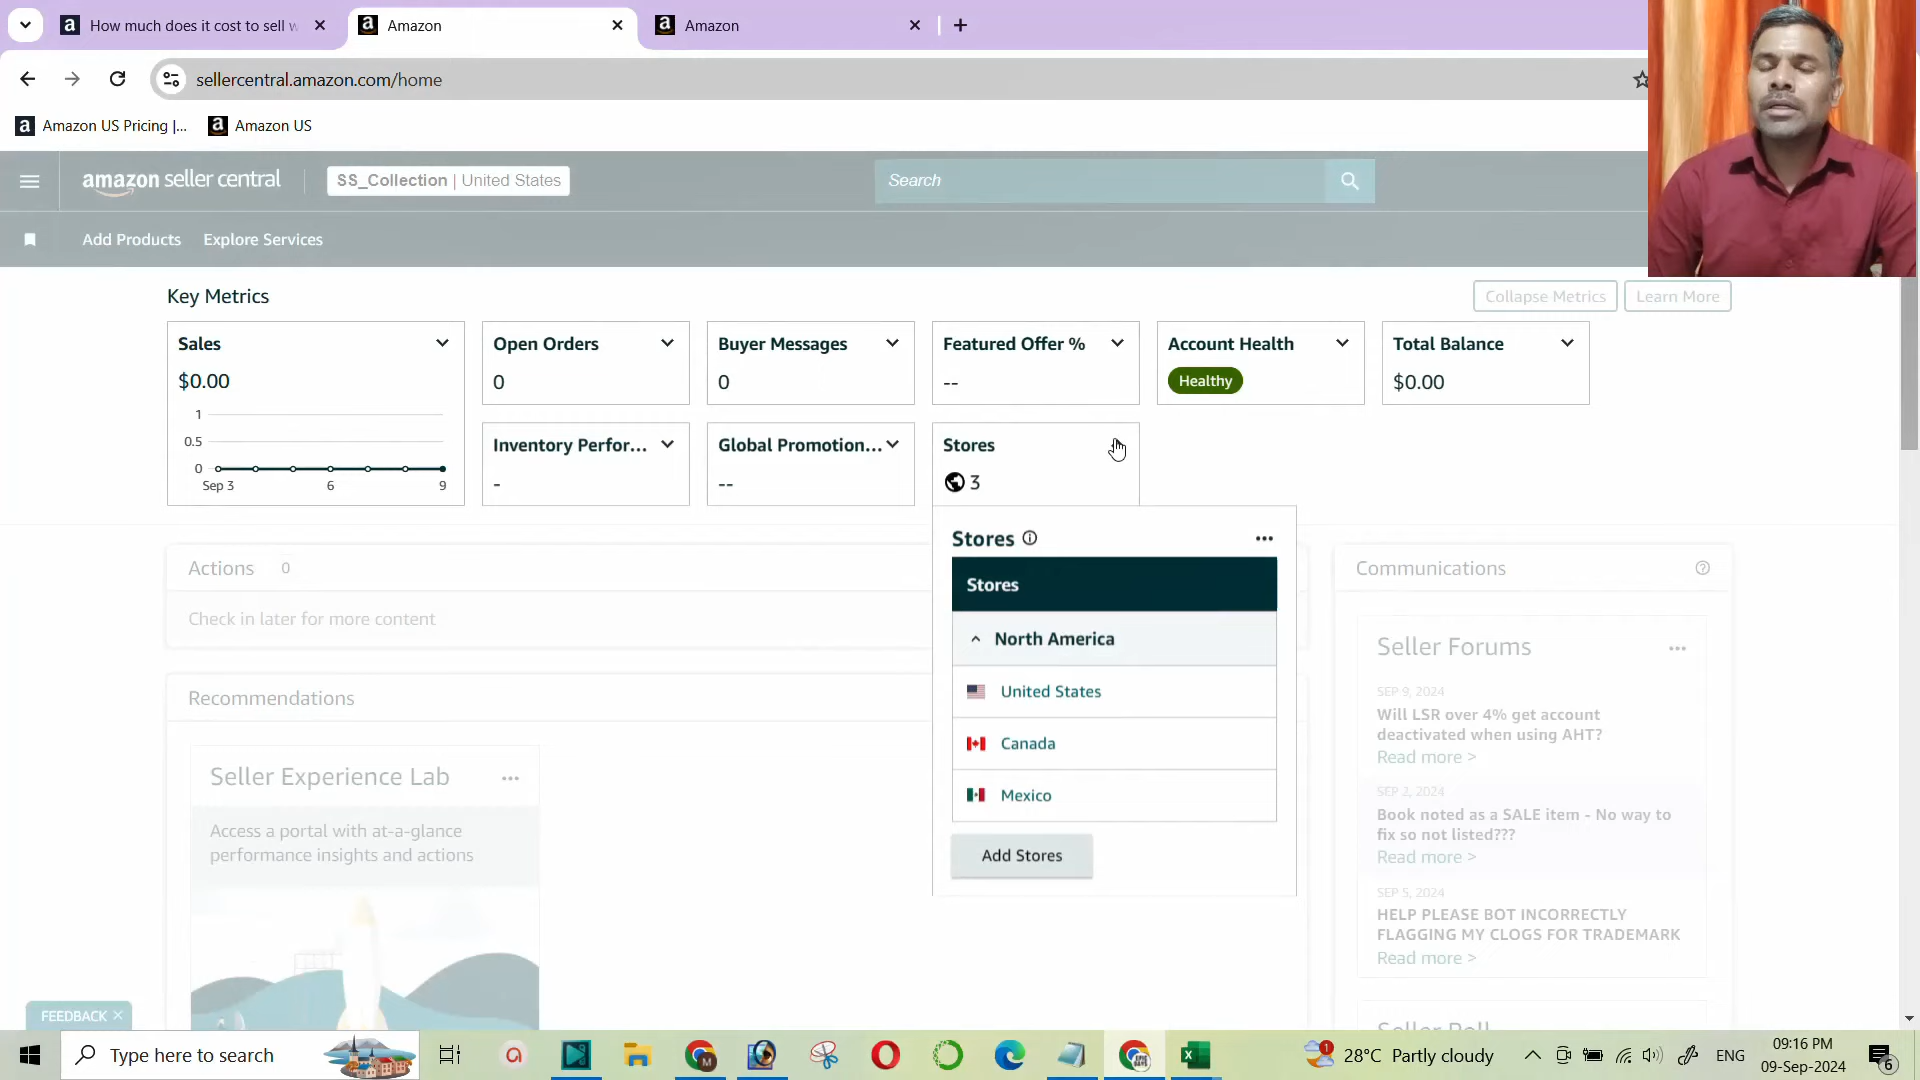 How much does it cost to sell w
Amazon
Amazon
sellercentral.amazon.com/home
Amazon US Pricing |...
Amazon US
amazon seller central
SS_Collection | United States
Search
Add Products
Explore Services
Key Metrics
Collapse Metrics
Learn More
Sales
$0.00
1
0.5
0
Sep 3
6
9
Open Orders
0
Buyer Messages
0
Featured Offer %
--
Account Health
Healthy
Total Balance
$0.00
Inventory Perfor...
-
Global Promotion...
--
Stores
3
Stores
Stores
North America
United States
Canada
Mexico
Add Stores
Actions 0
Check in later for more content
Recommendations
Seller Experience Lab
Access a portal with at-a-glance
performance insights and actions
Communications
Seller Forums
SEP 9, 2024
Will LSR over 4% get account
deactivated when using AHT?
Read more >
SEP 2, 2024
Book noted as a SALE item - No way to
fix so not listed???
Read more >
SEP 5, 2024
HELP PLEASE BOT INCORRECTLY
FLAGGING MY CLOGS FOR TRADEMARK
Read more >
Seller Poll
FEEDBACK
Type here to search
1
28°C Partly cloudy
ENG
09:16 PM
09-Sep-2024
6